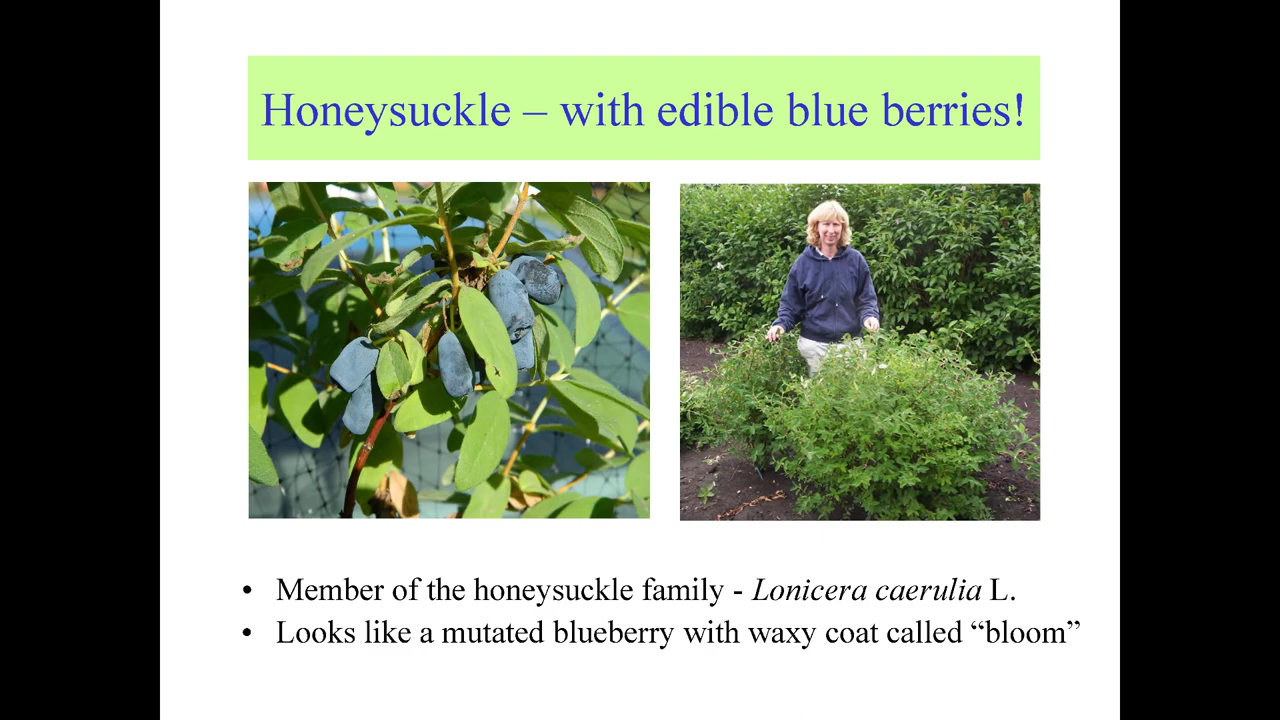 Honeysuckle – with edible blue berries!
• Member of the honeysuckle family - Lonicera caerulia L.
• Looks like a mutated blueberry with waxy coat called “bloom”